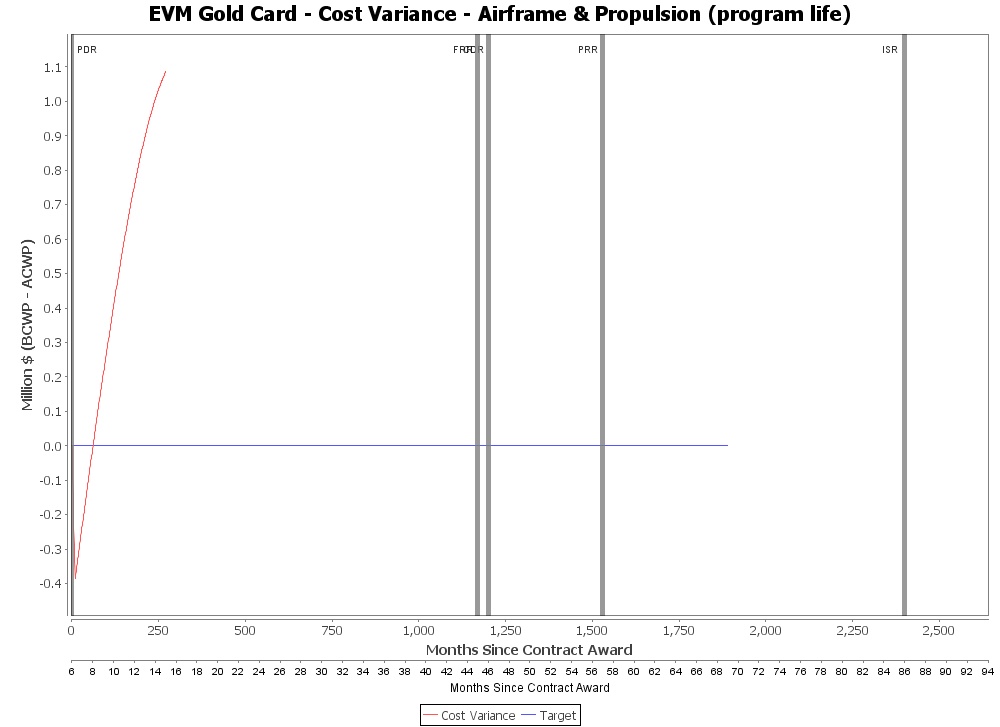 EVM Gold Card - Cost Variance - Airframe & Propulsion (program life)
PDR
PRR
ISR
1.1
1.0
0.9
0.8
0.7
0.6
0.5
0.4
0.3
0.2
0.1
0.0
-0.1
-0.2
-0.3
-0.4
Million $ (BCWP - ACWP)
0 250 500 750 1,000 1,250 1,500 1,750 2,000 2,250 2,500
Months Since Contract Award
6 8 10 12 14 16 18 20 22 24 26 28 30 32 34 36 38 40 42 44 46 48 50 52 54 56 58 60 62 64 66 68 70 72 74 76 78 80 82 84 86 88 90 92 94
Months Since Contract Award
Cost Variance Target